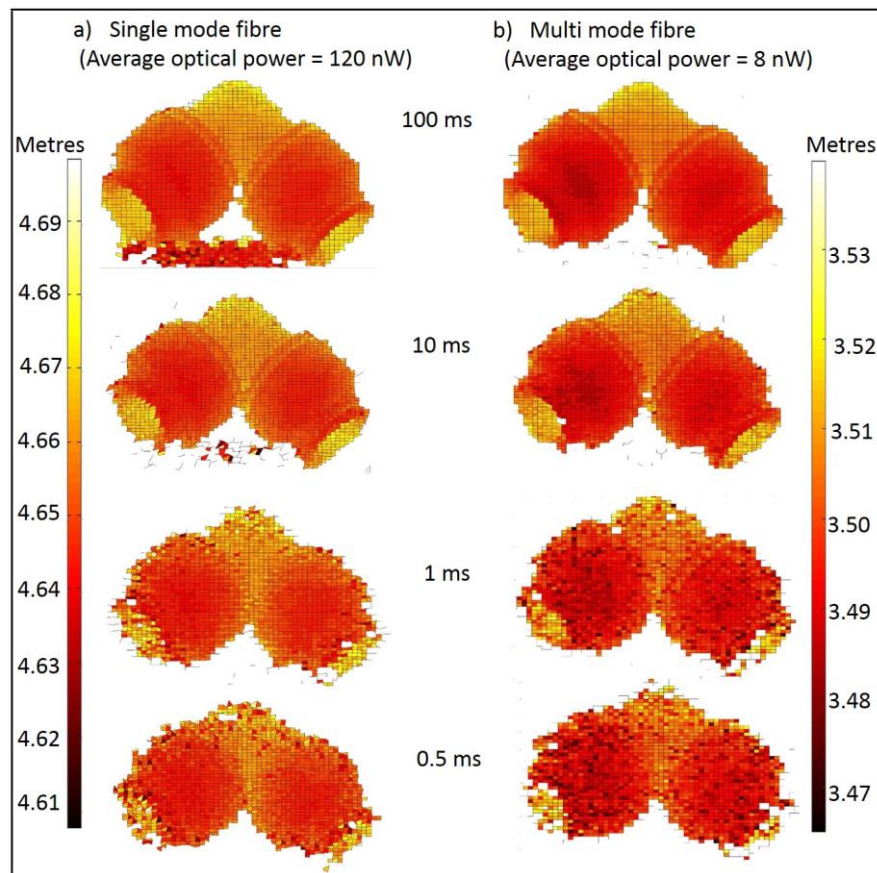 a) Single mode fibre
(Average optical power = 120 nW)
b) Multi mode fibre
(Average optical power = 8 nW)
Metres
4.69
4.68
4.67
4.66
4.65
4.64
4.63
4.62
4.61
100 ms
10 ms
1 ms
0.5 ms
Metres
3.53
3.52
3.51
3.50
3.49
3.48
3.47